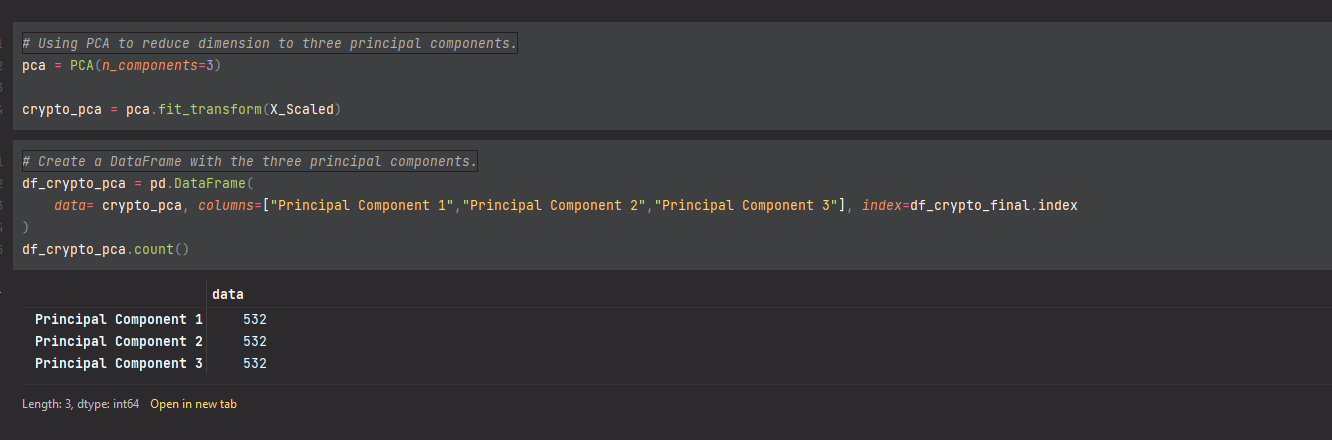 # Using PCA to reduce dimension to three principal components.
pca = PCA(n_components=3)
crypto_pca = pca.fit_transform(X_Scaled)
# Create a DataFrame with the three principal components.
df_crypto_pca = pd.DataFrame(
data= crypto_pca, columns=["Principal Component 1","Principal Component 2","Principal Component 3"], index=df_crypto_final.index
)
df_crypto_pca.count()
data
Principal Component 1 532
Principal Component 2 532
Principal Component 3 532
Length: 3, dtype: int64 Open in new tab